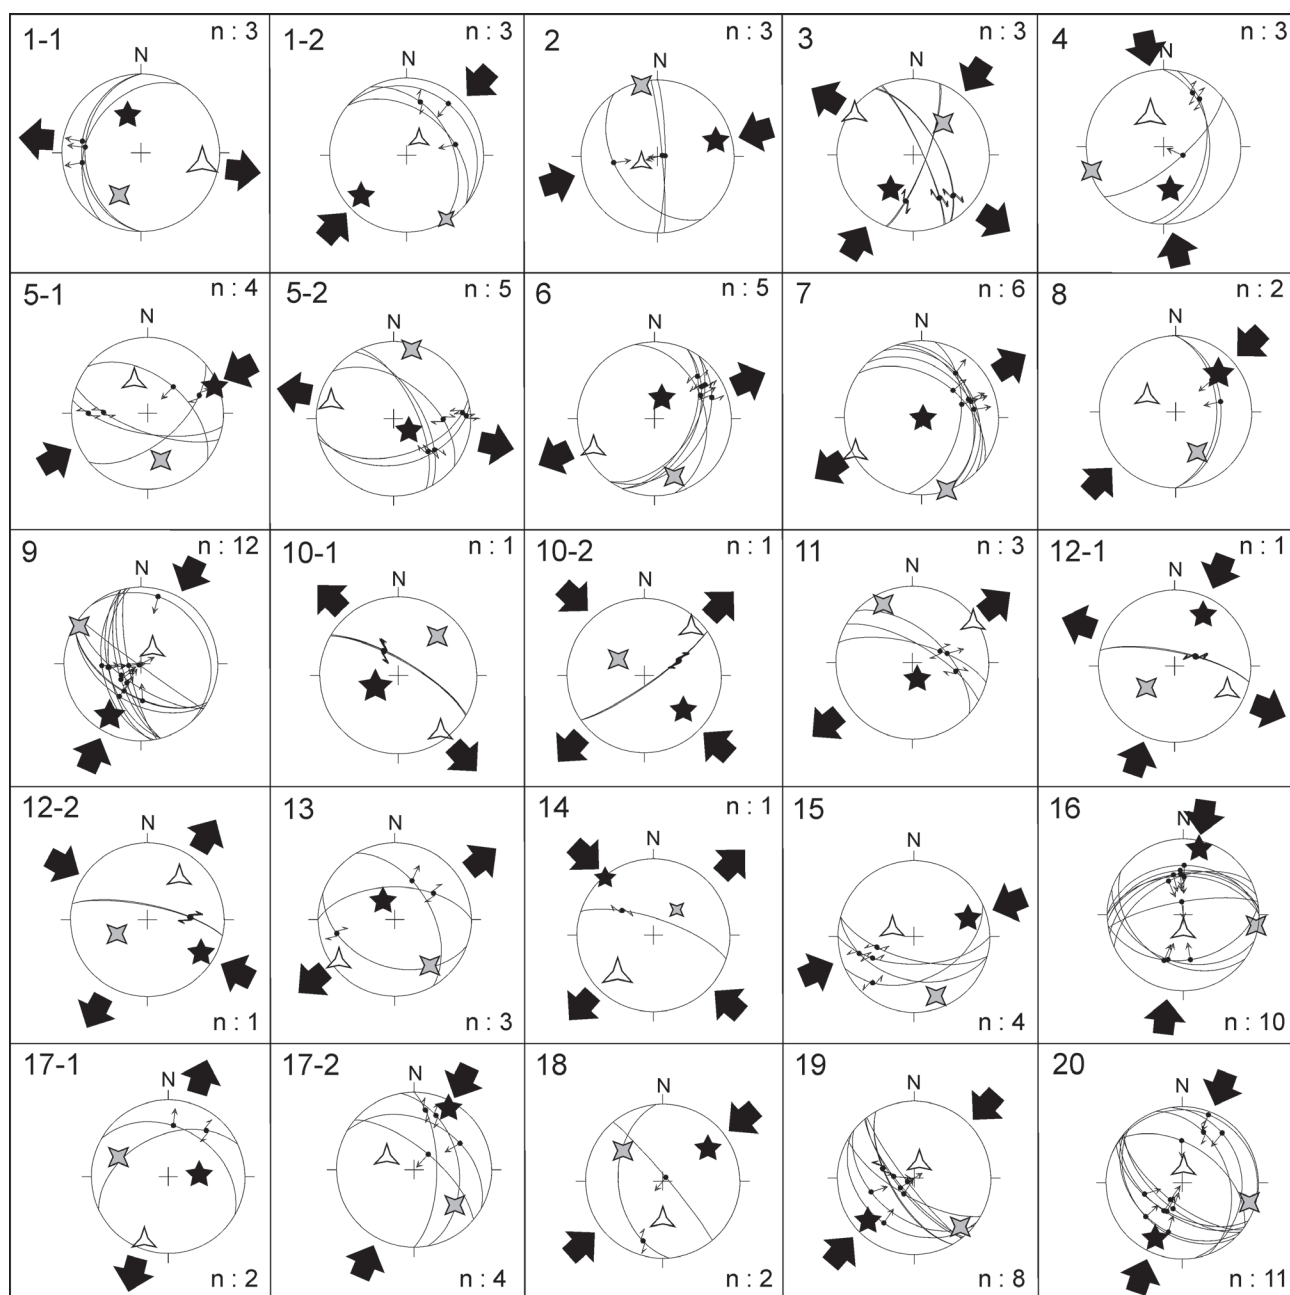 1-1 n : 3
N
1-2 n : 3
N
2 n : 3
N
3 n : 3
N
4 n : 3
N
5-1 n : 4
N
5-2 n : 5
N
6 n : 5
N
7 n : 6
N
8 n : 2
N
9 n : 12
N
10-1 n : 1
N
10-2 n : 1
N
11 n : 3
N
12-1 n : 1
N
12-2
N
n : 1
13
N
n : 3
14 n : 1
N
15
N
n : 4
16
N
n : 10
17-1
N
n : 2
17-2
N
n : 4
18
N
n : 2
19
N
n : 8
20
N
n : 11